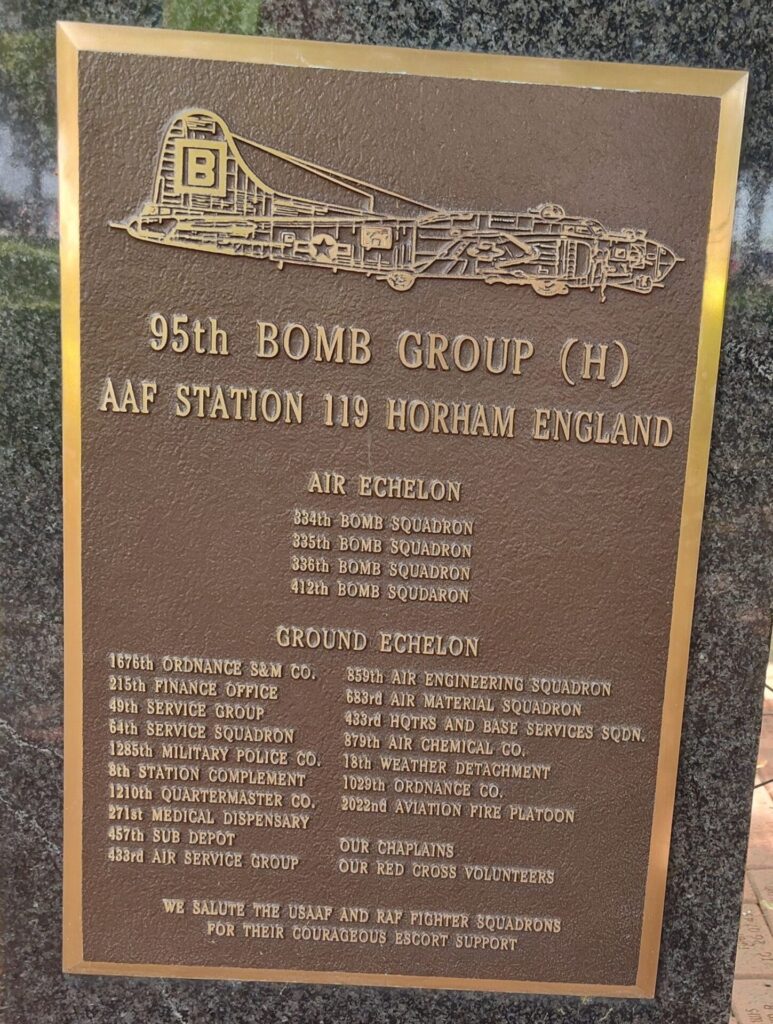 B
95th BOMB GROUP (H)
AAF STATION 119 HORHAM ENGLAND
AIR ECHELON
334th BOMB SQUADRON
335th BOMB SQUADRON
336th BOMB SQUADRON
412th BOMB SQUDARON
GROUND ECHELON
1676th ORDNANCE S&M CO.
215th FINANCE OFFICE
49th SERVICE GROUP
54th SERVICE SQUADRON
1285th MILITARY POLICE CO.
8th STATION COMPLEMENT
1210th QUARTERMASTER CO.
271st MEDICAL DISPENSARY
457th SUB DEPOT
433rd AIR SERVICE GROUP
859th AIR ENGINEERING SQUADRON
683rd AIR MATERIAL SQUADRON
433rd HQTRS AND BASE SERVICES SQDN.
879th AIR CHEMICAL CO.
18th WEATHER DETACHMENT
1029th ORDNANCE CO.
2022nd AVIATION FIRE PLATOON
OUR CHAPLAINS
OUR RED CROSS VOLUNTEERS
WE SALUTE THE USAAF AND RAF FIGHTER SQUADRONS
FOR THEIR COURAGEOUS ESCORT SUPPORT